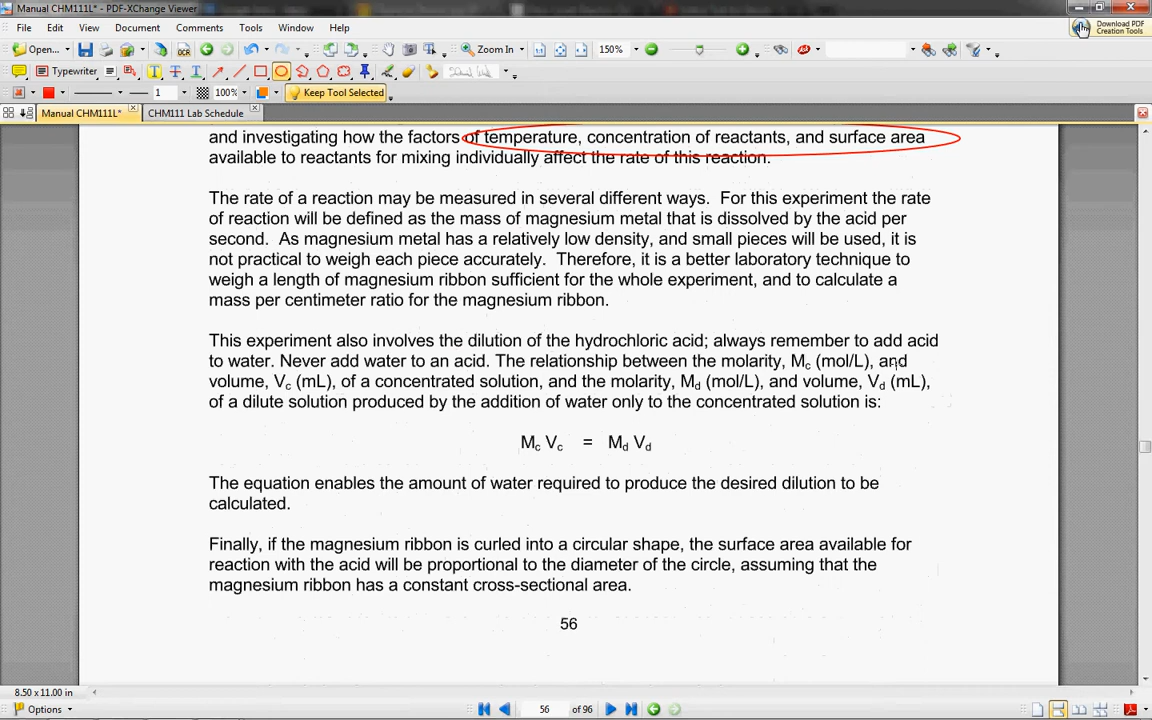 Manual CHM111L* - PDF-XChange Viewer
File Edit View Document Comments Tools Window Help
Download PDF
Creation Tools
Open... OCR Zoom In 150%
Typewriter 1 100% Keep Tool Selected
Manual CHM111L* CHM111 Lab Schedule
and investigating how the factors of temperature, concentration of reactants, and surface area
available to reactants for mixing individually affect the rate of this reaction.
The rate of a reaction may be measured in several different ways. For this experiment the rate
of reaction will be defined as the mass of magnesium metal that is dissolved by the acid per
second. As magnesium metal has a relatively low density, and small pieces will be used, it is
not practical to weigh each piece accurately. Therefore, it is a better laboratory technique to
weigh a length of magnesium ribbon sufficient for the whole experiment, and to calculate a
mass per centimeter ratio for the magnesium ribbon.
This experiment also involves the dilution of the hydrochloric acid; always remember to add acid
to water. Never add water to an acid. The relationship between the molarity, Mc (mol/L), and
volume, Vc (mL), of a concentrated solution, and the molarity, Md (mol/L), and volume, Vd (mL),
of a dilute solution produced by the addition of water only to the concentrated solution is:
Mc Vc = Md Vd
The equation enables the amount of water required to produce the desired dilution to be
calculated.
Finally, if the magnesium ribbon is curled into a circular shape, the surface area available for
reaction with the acid will be proportional to the diameter of the circle, assuming that the
magnesium ribbon has a constant cross-sectional area.
56
8.50 x 11.00 in
Options 56 of 96